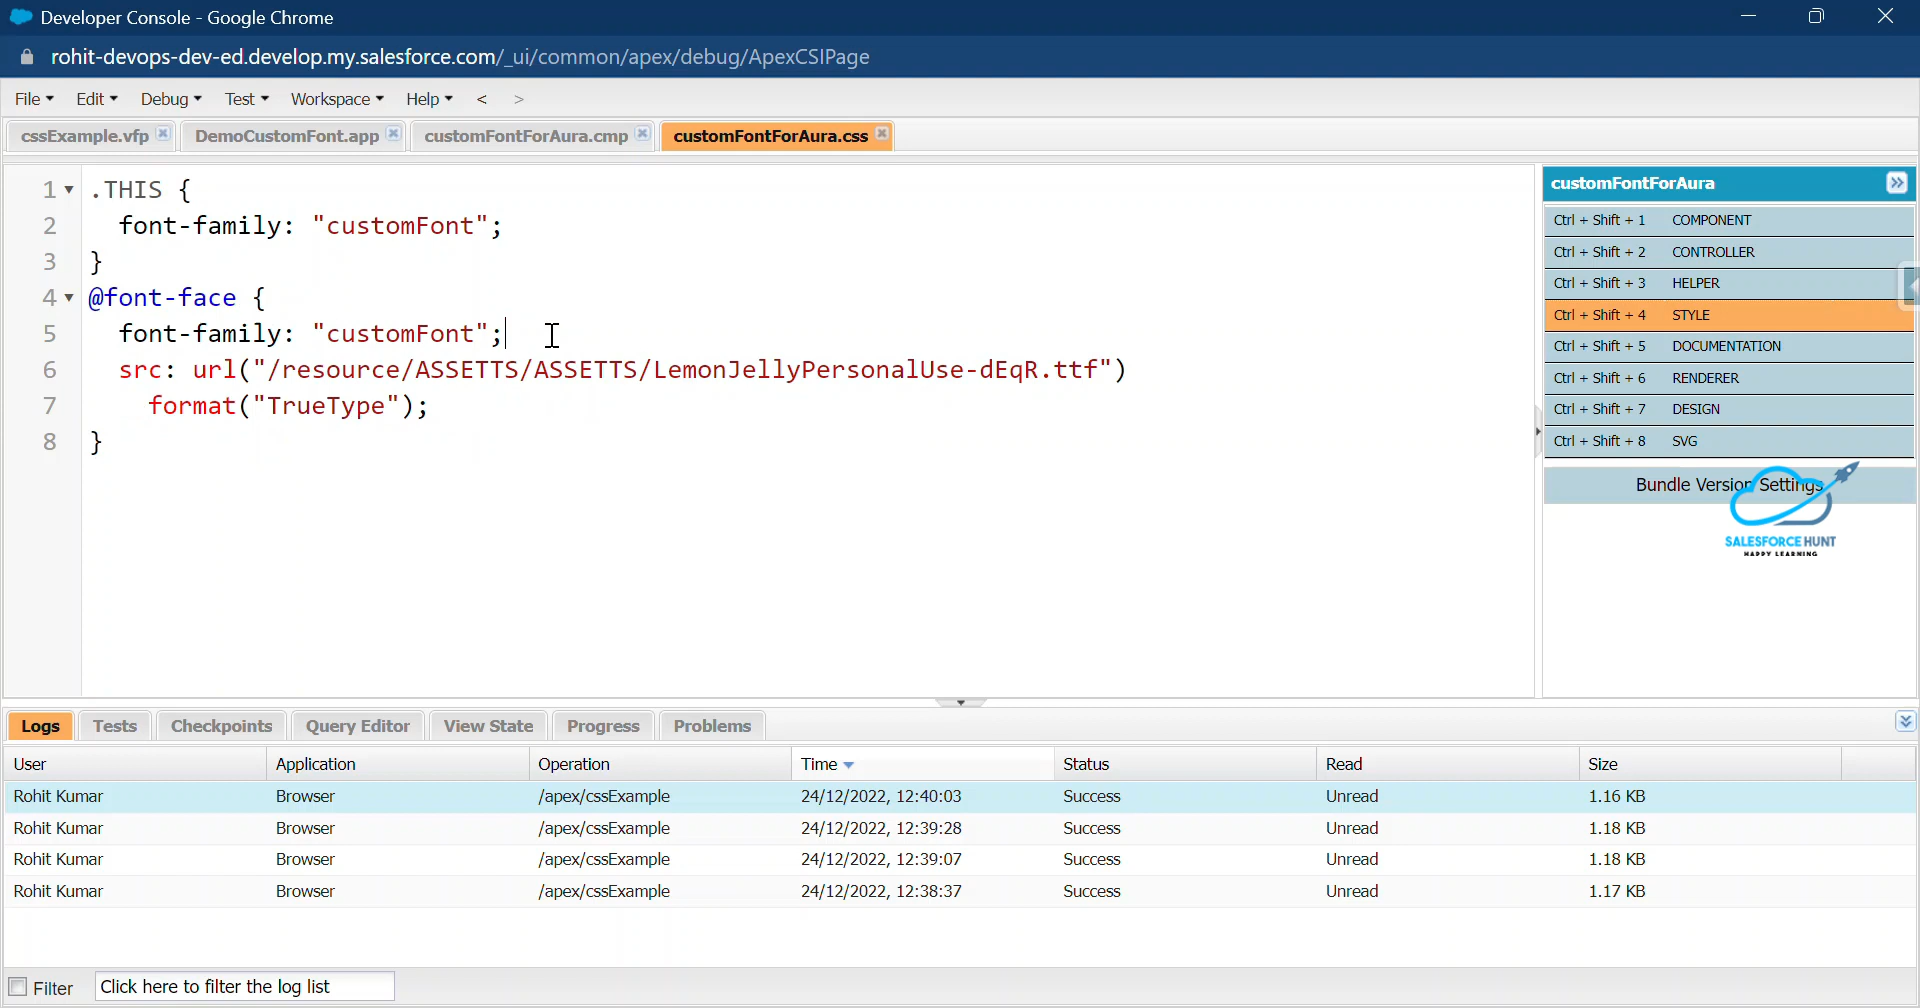 Developer Console - Google Chrome
rohit-devops-dev-ed.develop.my.salesforce.com/_ui/common/apex/debug/ApexCSIPage
File Edit Debug Test Workspace Help < >
cssExample.vfp DemoCustomFont.app customFontForAura.cmp customFontForAura.css
1 .THIS {
2 font-family: "customFont";
3 }
4 @font-face {
5 font-family: "customFont";
6 src: url("/resource/ASSETTS/ASSETTS/LemonJellyPersonalUse-dEqR.ttf")
7 format("TrueType");
8 }
customFontForAura
Ctrl + Shift + 1 COMPONENT
Ctrl + Shift + 2 CONTROLLER
Ctrl + Shift + 3 HELPER
Ctrl + Shift + 4 STYLE
Ctrl + Shift + 5 DOCUMENTATION
Ctrl + Shift + 6 RENDERER
Ctrl + Shift + 7 DESIGN
Ctrl + Shift + 8 SVG
Bundle Version Settings
SALESFORCE HUNT
HAPPY LEARNING
Logs Tests Checkpoints Query Editor View State Progress Problems
User Application Operation Time Status Read Size
Rohit Kumar Browser /apex/cssExample 24/12/2022, 12:40:03 Success Unread 1.16 KB
Rohit Kumar Browser /apex/cssExample 24/12/2022, 12:39:28 Success Unread 1.18 KB
Rohit Kumar Browser /apex/cssExample 24/12/2022, 12:39:07 Success Unread 1.18 KB
Rohit Kumar Browser /apex/cssExample 24/12/2022, 12:38:37 Success Unread 1.17 KB
Filter Click here to filter the log list